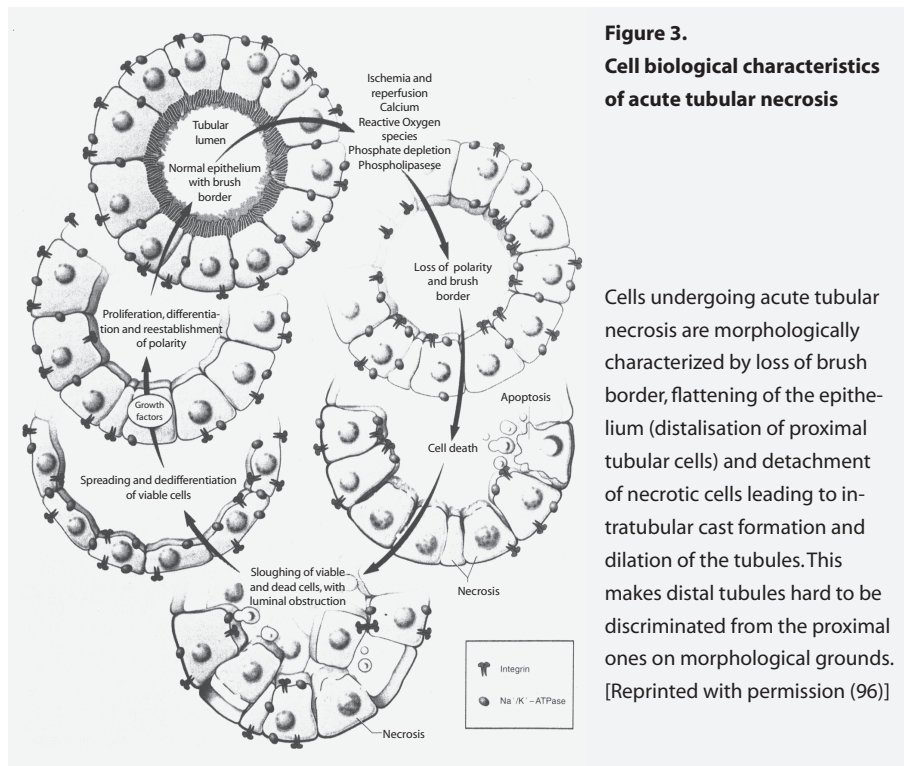 Figure 3.
Cell biological characteristics
of acute tubular necrosis
Cells undergoing acute tubular
necrosis are morphologically
characterized by loss of brush
border, flattening of the epithe-
lium (distalisation of proximal
tubular cells) and detachment
of necrotic cells leading to in-
tratubular cast formation and
dilation of the tubules. This
makes distal tubules hard to be
discriminated from the proximal
ones on morphological grounds.
[Reprinted with permission (96)]
Tubular
lumen
Normal epithelium
with brush
border
Ischemia and
reperfusion
Calcium
Reactive Oxygen
species
Phosphate depletion
Phospholipasese
Loss of polarity
and brush
border
Apoptosis
Cell death
Necrosis
Sloughing of viable
and dead cells, with
luminal obstruction
Necrosis
Spreading and dedifferentiation
of viable cells
Growth
factors
Proliferation, differentia-
tion and reestablishment
of polarity
Integrin
Na+/K+-ATPase